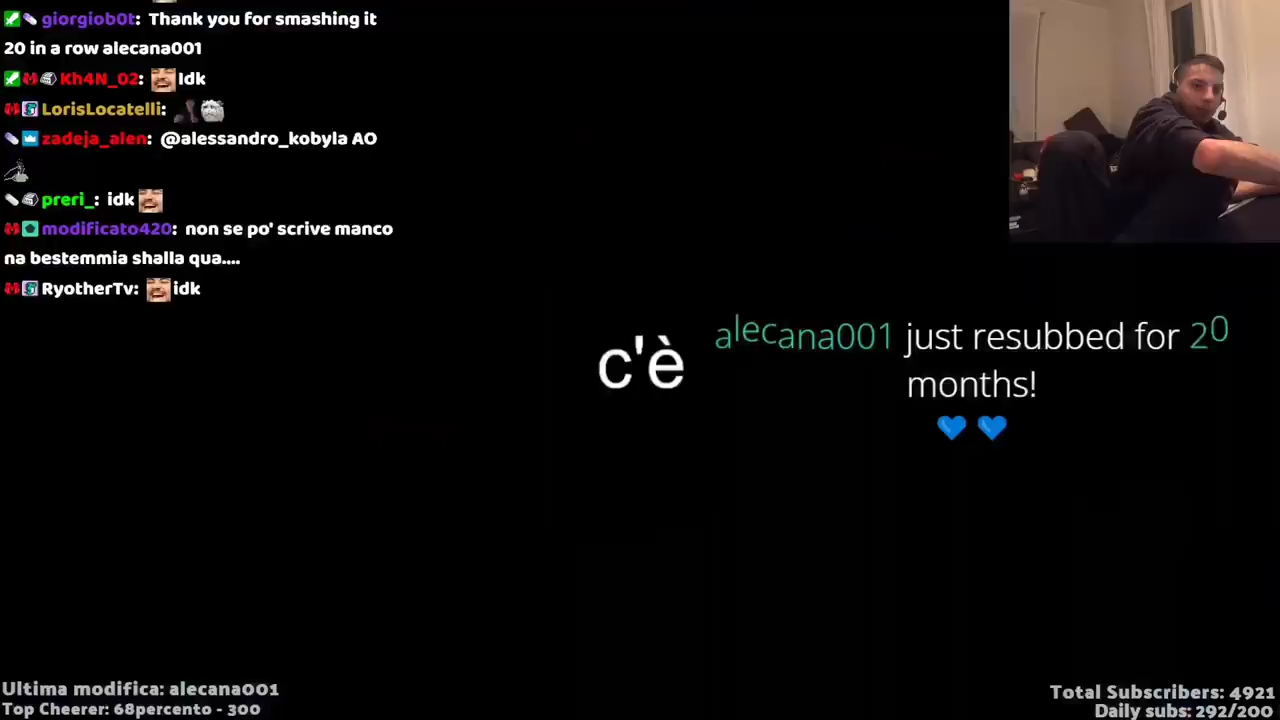 giorgiob0t: Thank you for smashing it
20 in a row alecana001
Kh4N_02: Idk
LorisLocatelli:
zadeja_alen: @alessandro_kobyla AO
preri_: idk
modificato420: non se po' scrive manco
na bestemmia shalla qua....
RyotherTv: idk
c'è
alecana001 just resubbed for 20
months!
Ultima modifica: alecana001
Top Cheerer: 68percento - 300
Total Subscribers: 4921
Daily subs: 292/200